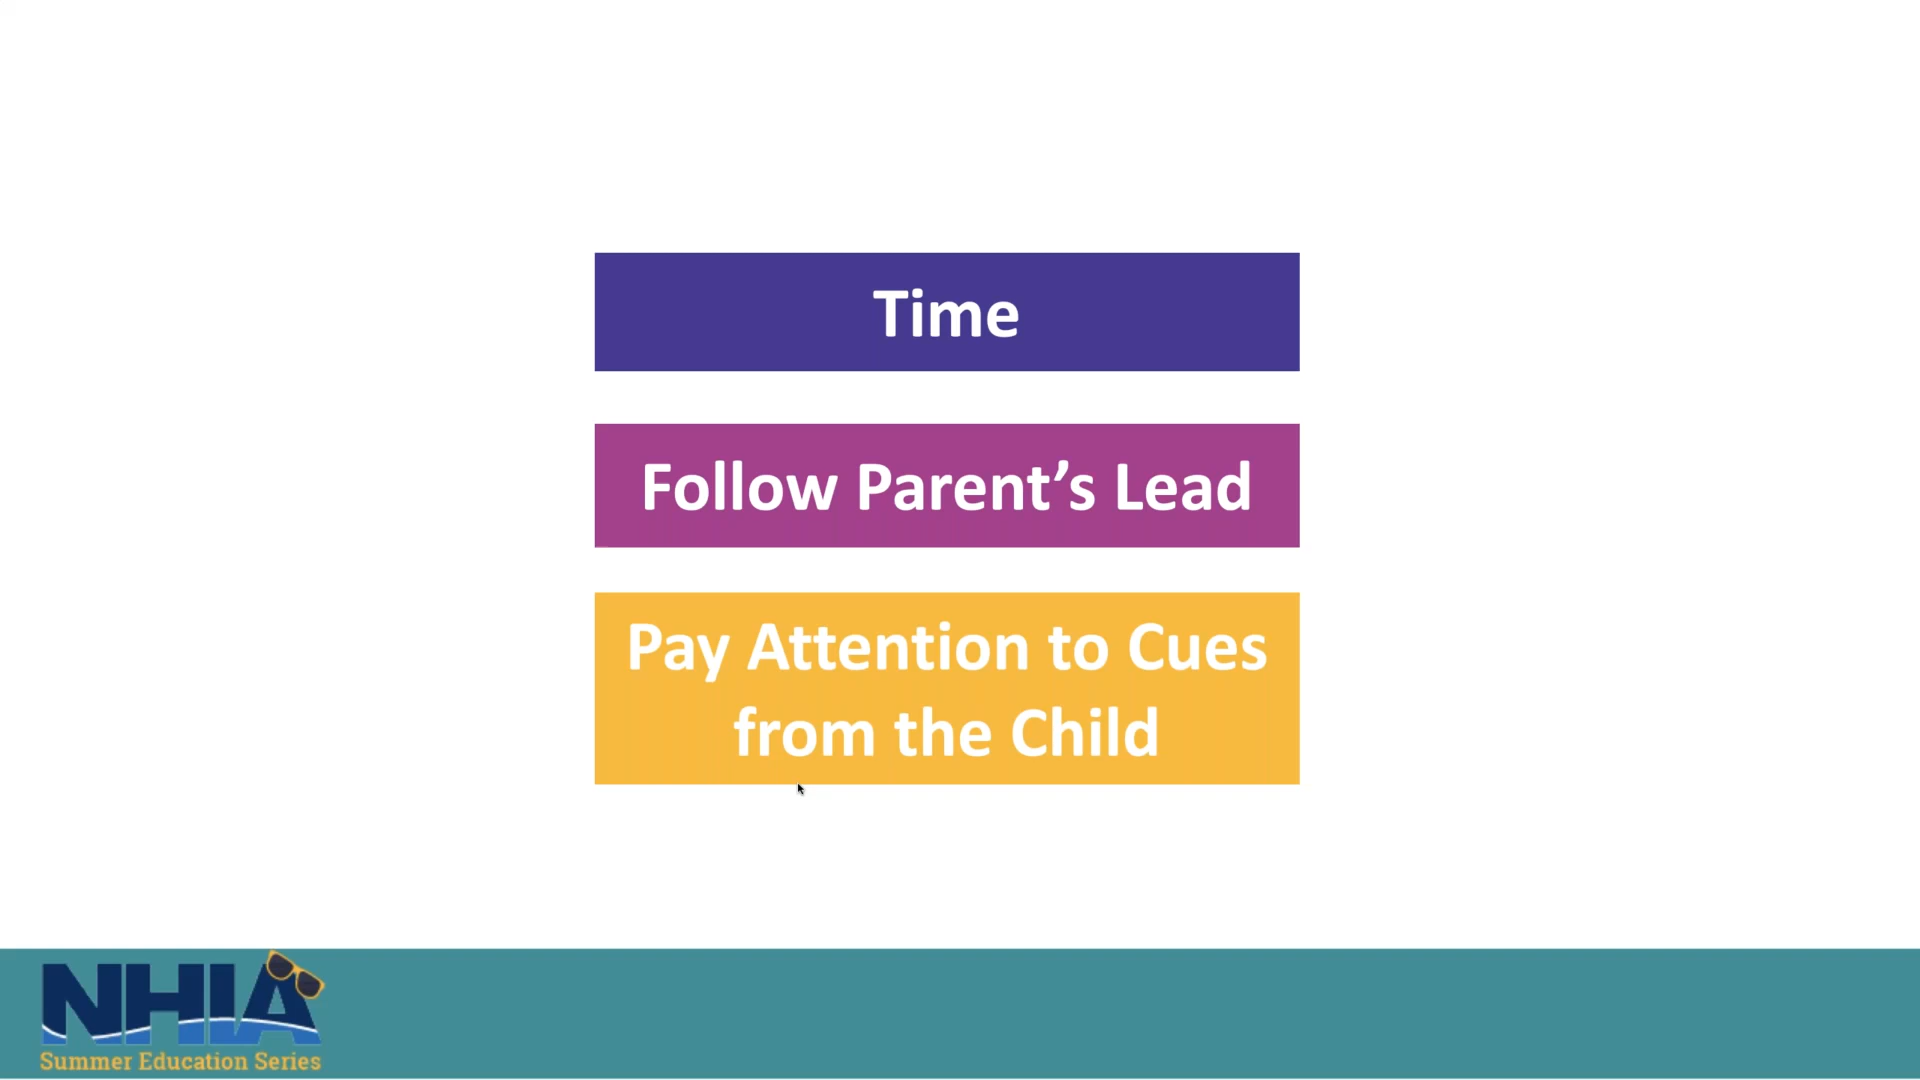 Time
Follow Parent’s Lead
Pay Attention to Cues
from the Child
NHIA
Summer Education Series